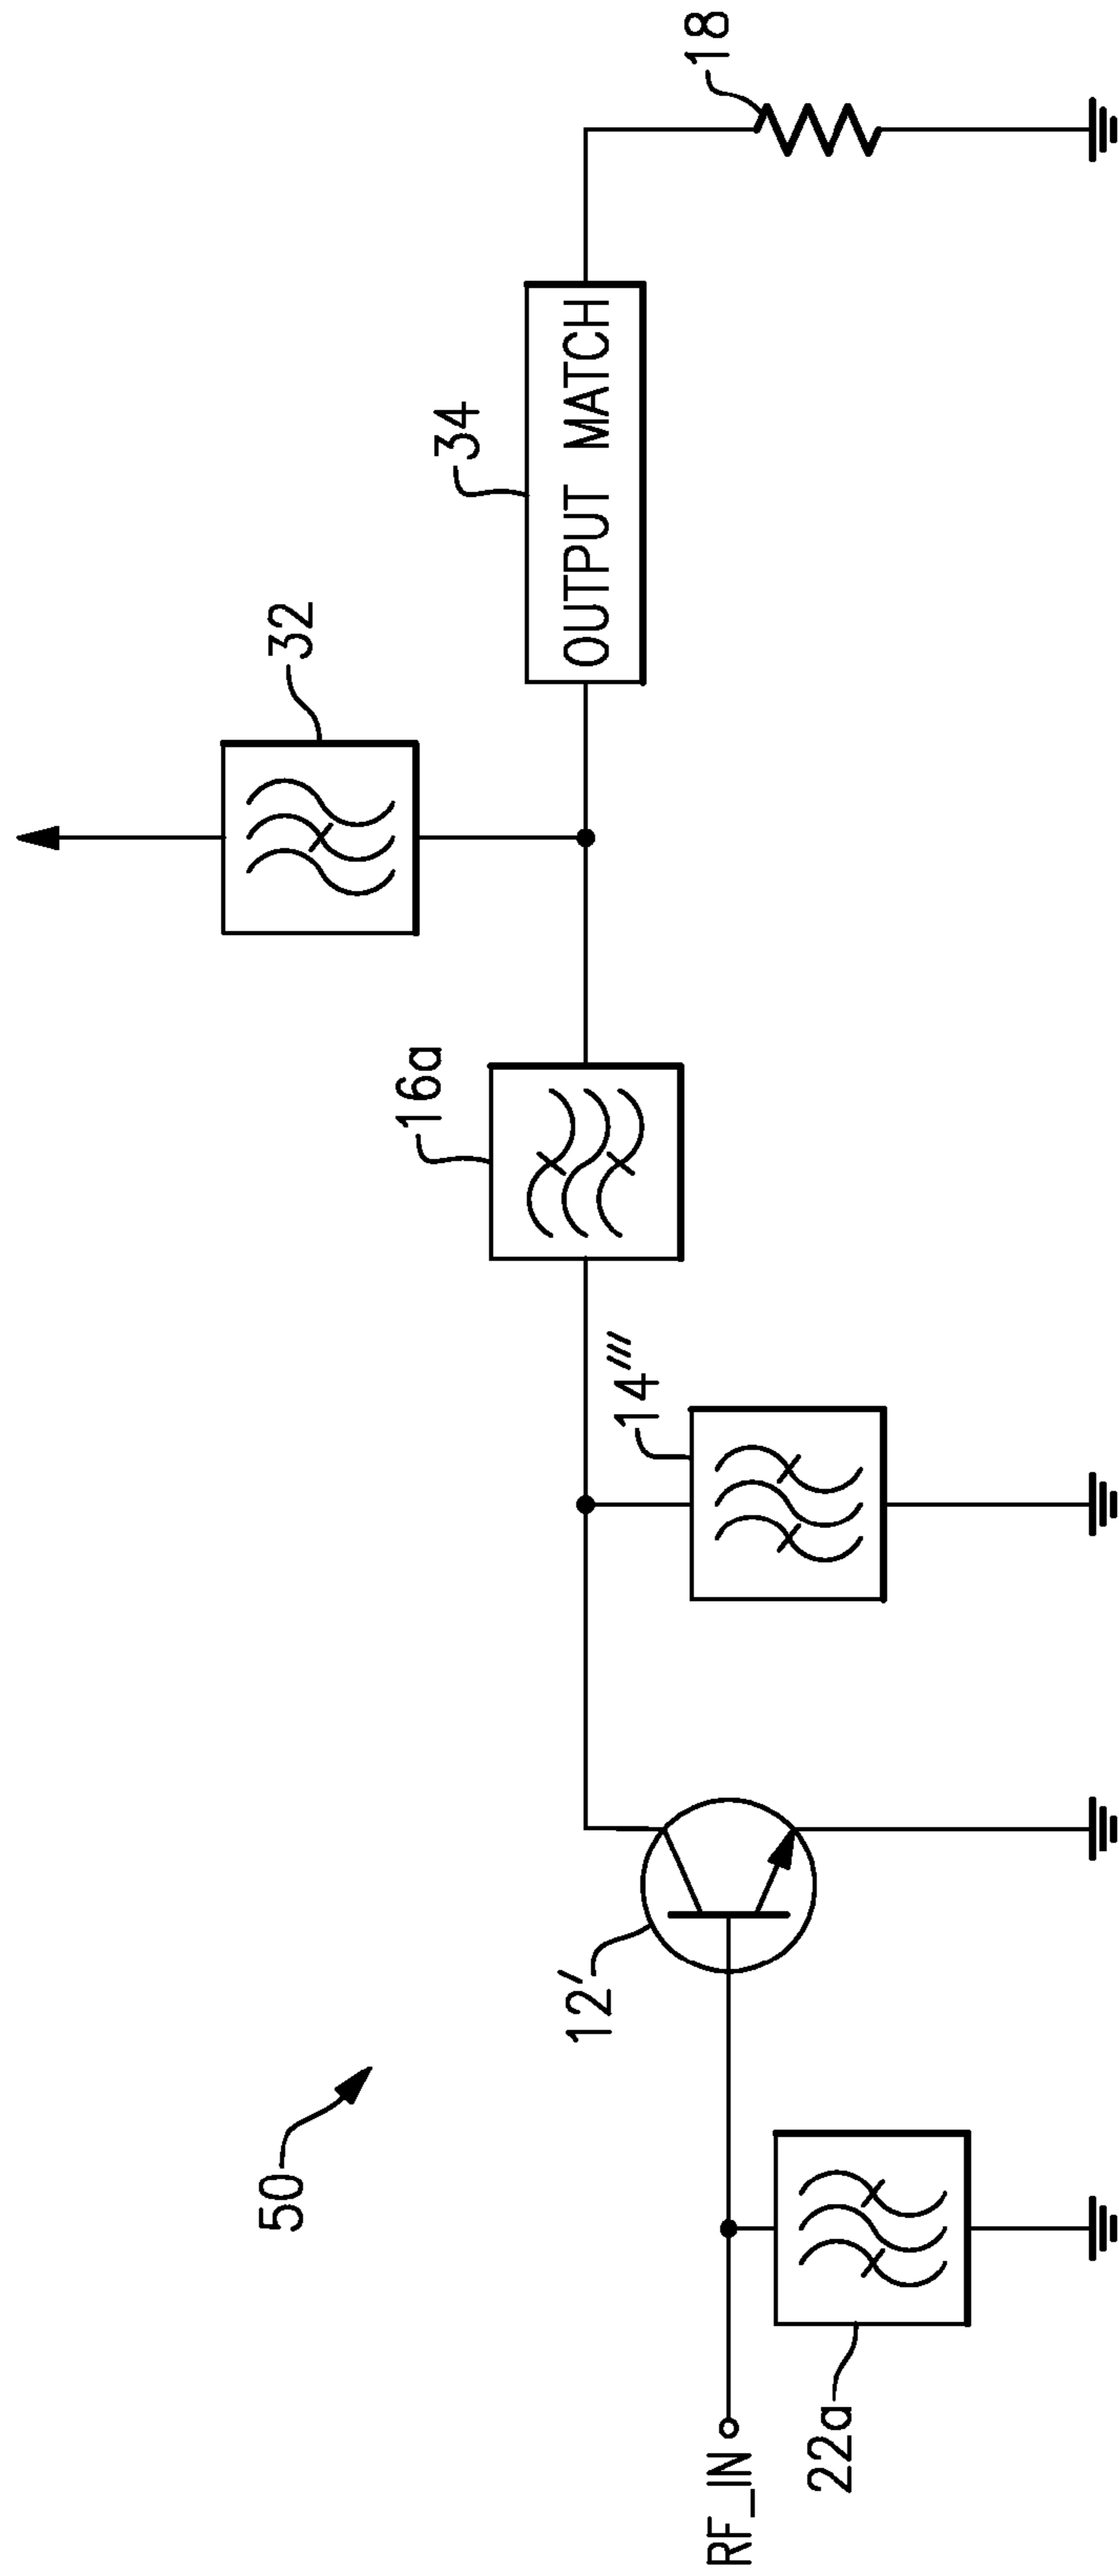 50
RF_IN
22a
12′
14‴
16a
32
34
OUTPUT MATCH
18